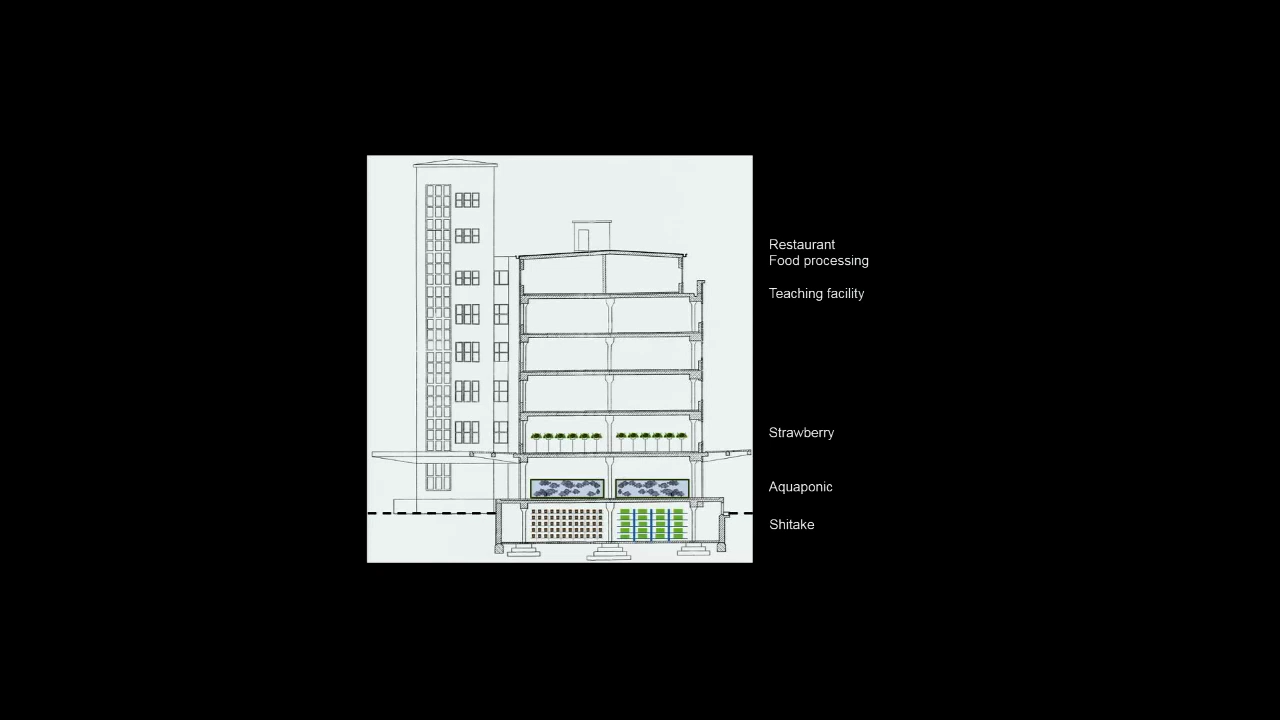 Restaurant
Food processing
Teaching facility
Strawberry
Aquaponic
Shitake